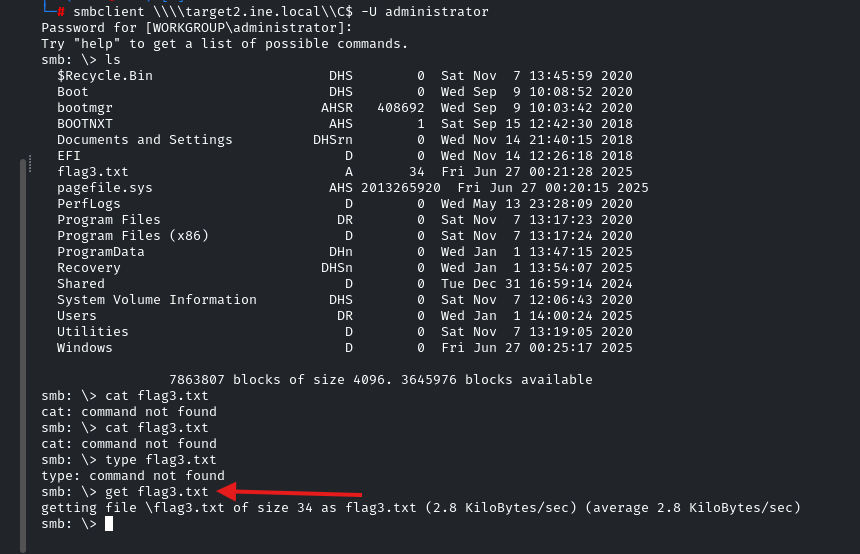 └─# smbclient \\\\target2.ine.local\\C$ -U administrator
Password for [WORKGROUP\administrator]:
Try "help" to get a list of possible commands.
smb: \> ls
  $Recycle.Bin                      DHS        0  Sat Nov  7 13:45:59 2020
  Boot                              DHS        0  Wed Sep  9 10:08:52 2020
  bootmgr                          AHSR   408692  Wed Sep  9 10:03:42 2020
  BOOTNXT                           AHS        1  Sat Sep 15 12:42:30 2018
  Documents and Settings          DHSrn        0  Wed Nov 14 21:40:15 2018
  EFI                                 D        0  Wed Nov 14 12:26:18 2018
  flag3.txt                           A       34  Fri Jun 27 00:21:28 2025
  pagefile.sys                      AHS 2013265920  Fri Jun 27 00:20:15 2025
  PerfLogs                            D        0  Wed May 13 23:28:09 2020
  Program Files                      DR        0  Sat Nov  7 13:17:23 2020
  Program Files (x86)                 D        0  Sat Nov  7 13:17:24 2020
  ProgramData                       DHn        0  Wed Jan  1 13:47:15 2025
  Recovery                         DHSn        0  Wed Jan  1 13:54:07 2025
  Shared                              D        0  Tue Dec 31 16:59:14 2024
  System Volume Information         DHS        0  Sat Nov  7 12:06:43 2020
  Users                              DR        0  Wed Jan  1 14:00:24 2025
  Utilities                           D        0  Sat Nov  7 13:19:05 2020
  Windows                             D        0  Fri Jun 27 00:25:17 2025
                7863807 blocks of size 4096. 3645976 blocks available
smb: \> cat flag3.txt
cat: command not found
smb: \> cat flag3.txt
cat: command not found
smb: \> type flag3.txt
type: command not found
smb: \> get flag3.txt
getting file \flag3.txt of size 34 as flag3.txt (2.8 KiloBytes/sec) (average 2.8 KiloBytes/sec)
smb: \>